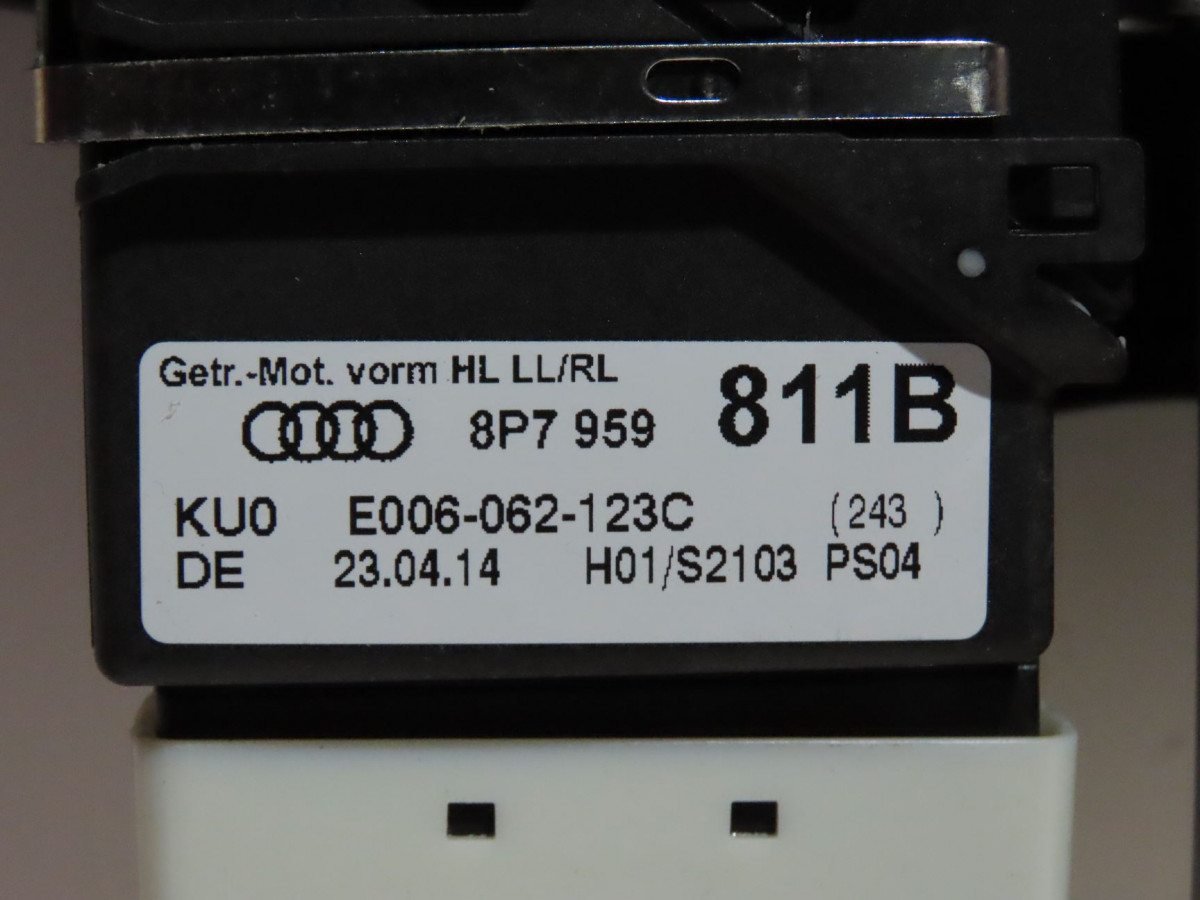 Getr.-Mot. vorm HL LL/RL
8P7 959 811B
KU0 E006-062-123C (243 )
DE 23.04.14 H01/S2103 PS04